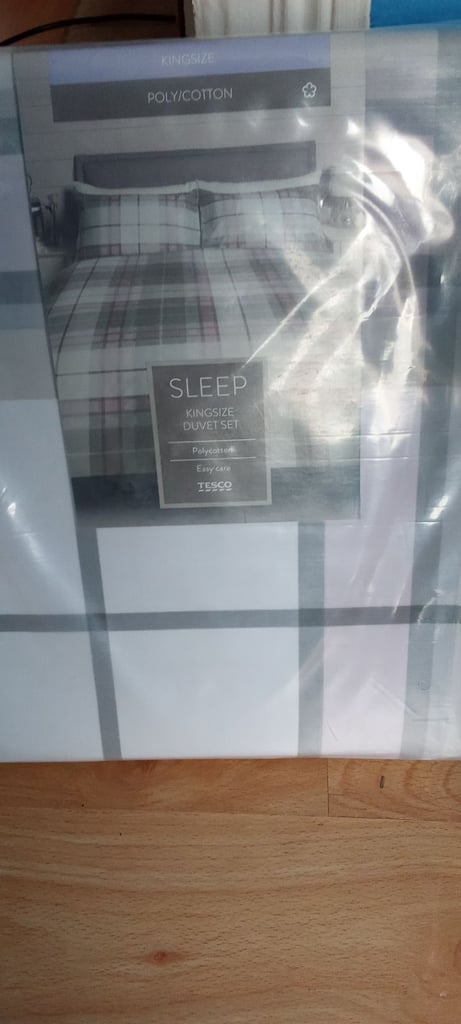 KINGSIZE
POLY/COTTON
SLEEP
KINGSIZE
DUVET SET
Polycotton
Easy care
TESCO